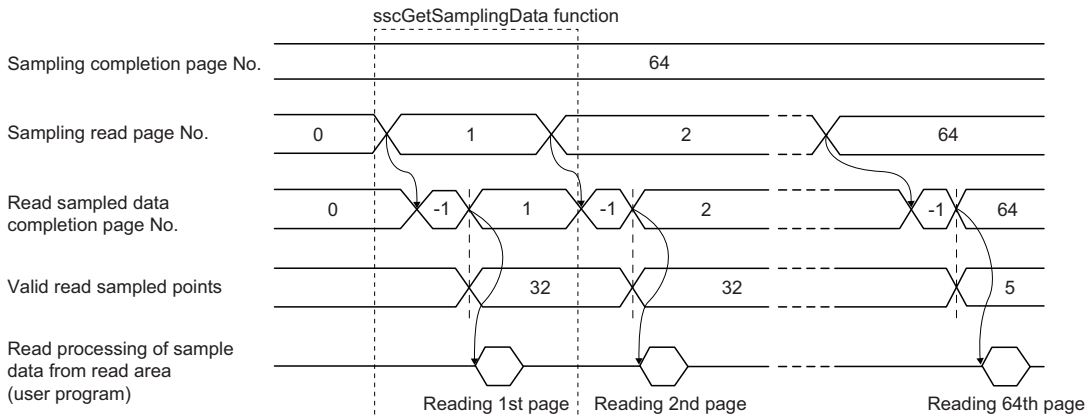 sscGetSamplingData function
Sampling completion page No.
64
Sampling read page No.
0
1
2
64
Read sampled data
completion page No.
0
-1
1
-1
2
-1
64
Valid read sampled points
32
32
5
Read processing of sample
data from read area
(user program)
Reading 1st page
Reading 2nd page
Reading 64th page